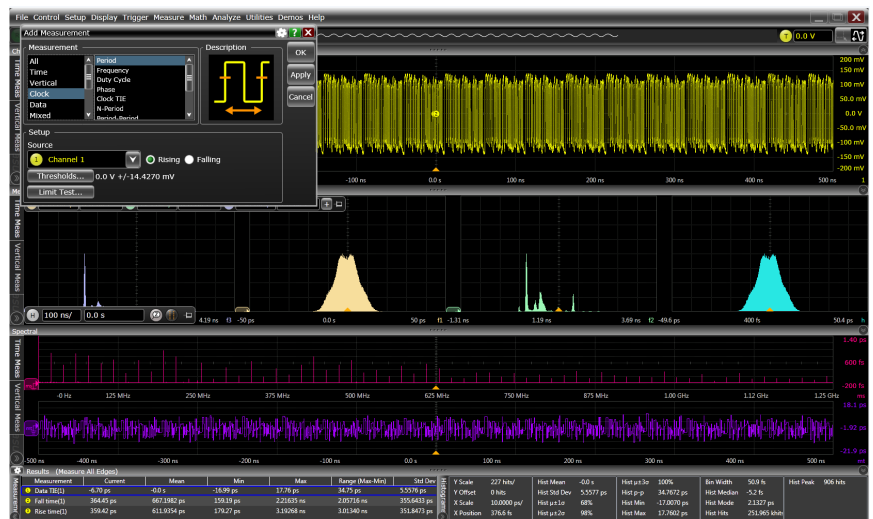 File Control Setup Display Trigger Measure Math Analyze Utilities Demos Help
Add Measurement
T 0.0 V
Measurement
Description
OK
Apply
Cancel
All
Time
Vertical
Clock
Data
Mixed
Period
Frequency
Duty Cycle
Phase
Clock TIE
N-Period
Period-Period
Setup
Source
1 Channel 1
Rising
Falling
Thresholds... 0.0 V +/-14.4270 mV
Limit Test...
Time Meas
Vertical Meas
200 mV
150 mV
100 mV
50.0 mV
0.0 V
-50.0 mV
-100 mV
-150 mV
-200 mV
-100 ns 0.0 s 100 ns 200 ns 300 ns 400 ns 500 ns 1
Time Meas
Vertical Meas
H 100 ns/ 0.0 s
4.19 ns f3 -50 ps 0.0 s 50 ps f1 -1.31 ns 1.19 ns 3.69 ns f2 -49.6 ps 400 fs 50.4 ps h
Spectral
Time Meas
Vertical Meas
1.40 ps
600 fs
-200 fs
-0 Hz 125 MHz 250 MHz 375 MHz 500 MHz 625 MHz 750 MHz 875 MHz 1.00 GHz 1.12 GHz 1.25 GHz ms
18.1 ps
-1.92 ps
-21.9 ps
-500 ns -400 ns -300 ns -200 ns -100 ns 0.0 s 100 ns 200 ns 300 ns 400 ns 500 ns
Results (Measure All Edges)
Measurement Current Mean Min Max Range (Max-Min) Std Dev
Data TIE(1) -6.70 ps -0.0 s -16.99 ps 17.76 ps 34.75 ps 5.5576 ps
Fall time(1) 364.45 ps 667.1982 ps 159.19 ps 2.21635 ns 2.05716 ns 355.6433 ps
Rise time(1) 359.42 ps 611.9354 ps 179.27 ps 3.19268 ns 3.01340 ns 351.8473 ps
Y Scale 227 hits/ Hist Mean -0.0 s Hist μ±3σ 100% Bin Width 50.9 fs Hist Peak 906 hits
Y Offset 0 hits Hist Std Dev 5.5577 ps Hist p-p 34.7672 ps Hist Median -5.2 fs
X Scale 10.0000 ps/ Hist μ±1σ 68% Hist Min -17.0070 ps Hist Mode 2.1327 ps
X Position 376.6 fs Hist μ±2σ 98% Hist Max 17.7602 ps Hist Hits 251.965 khits